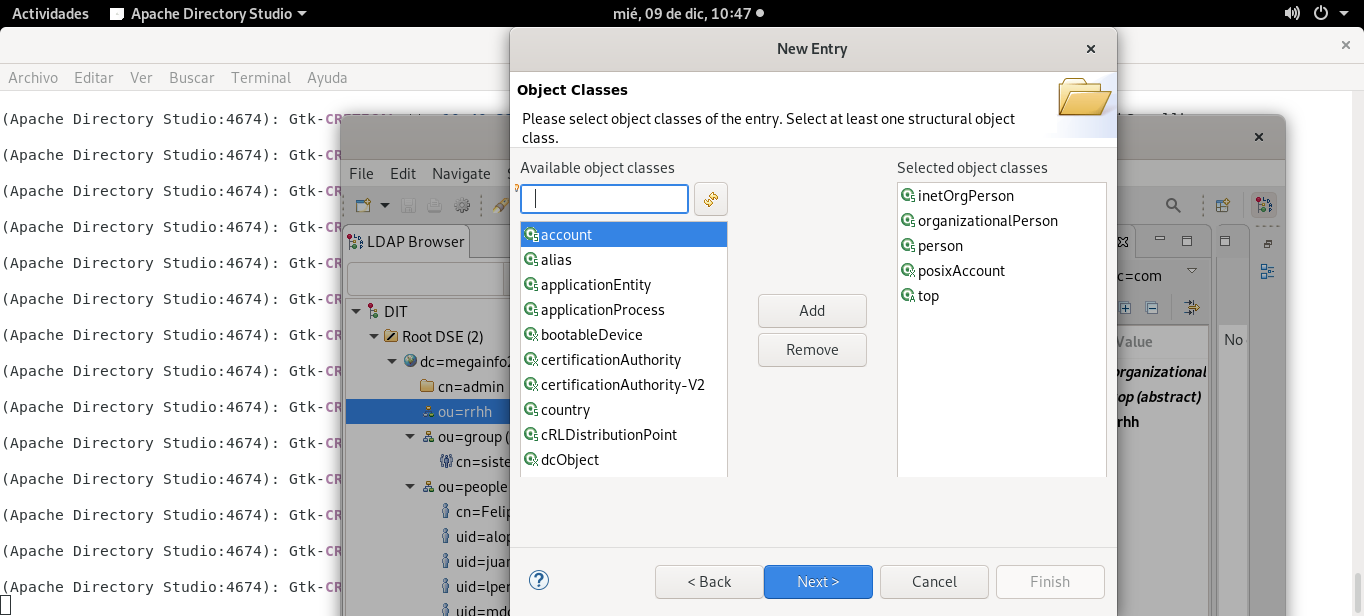 Actividades Apache Directory Studio mié, 09 de dic, 10:47
New Entry
Archivo Editar Ver Buscar Terminal Ayuda
Object Classes
Please select object classes of the entry. Select at least one structural object
class.
(Apache Directory Studio:4674): Gtk-CR
(Apache Directory Studio:4674): Gtk-CR
(Apache Directory Studio:4674): Gtk-CR
(Apache Directory Studio:4674): Gtk-CR
(Apache Directory Studio:4674): Gtk-CR
(Apache Directory Studio:4674): Gtk-CR
(Apache Directory Studio:4674): Gtk-CR
(Apache Directory Studio:4674): Gtk-CR
(Apache Directory Studio:4674): Gtk-CR
(Apache Directory Studio:4674): Gtk-CR
(Apache Directory Studio:4674): Gtk-CR
(Apache Directory Studio:4674): Gtk-CR
(Apache Directory Studio:4674): Gtk-CR
(Apache Directory Studio:4674): Gtk-CR
File Edit Navigate
LDAP Browser
DIT
Root DSE (2)
dc=megainfo
cn=admin
ou=rrhh
ou=group (
cn=siste
ou=people
cn=Felip
uid=alop
uid=juar
uid=lper
uid=mdo
Available object classes
account
alias
applicationEntity
applicationProcess
bootableDevice
certificationAuthority
certificationAuthority-V2
country
cRLDistributionPoint
dcObject
Add
Remove
Selected object classes
inetOrgPerson
organizationalPerson
person
posixAccount
top
c=com
Value
organizational
op (abstract)
rhh
No
< Back Next > Cancel Finish